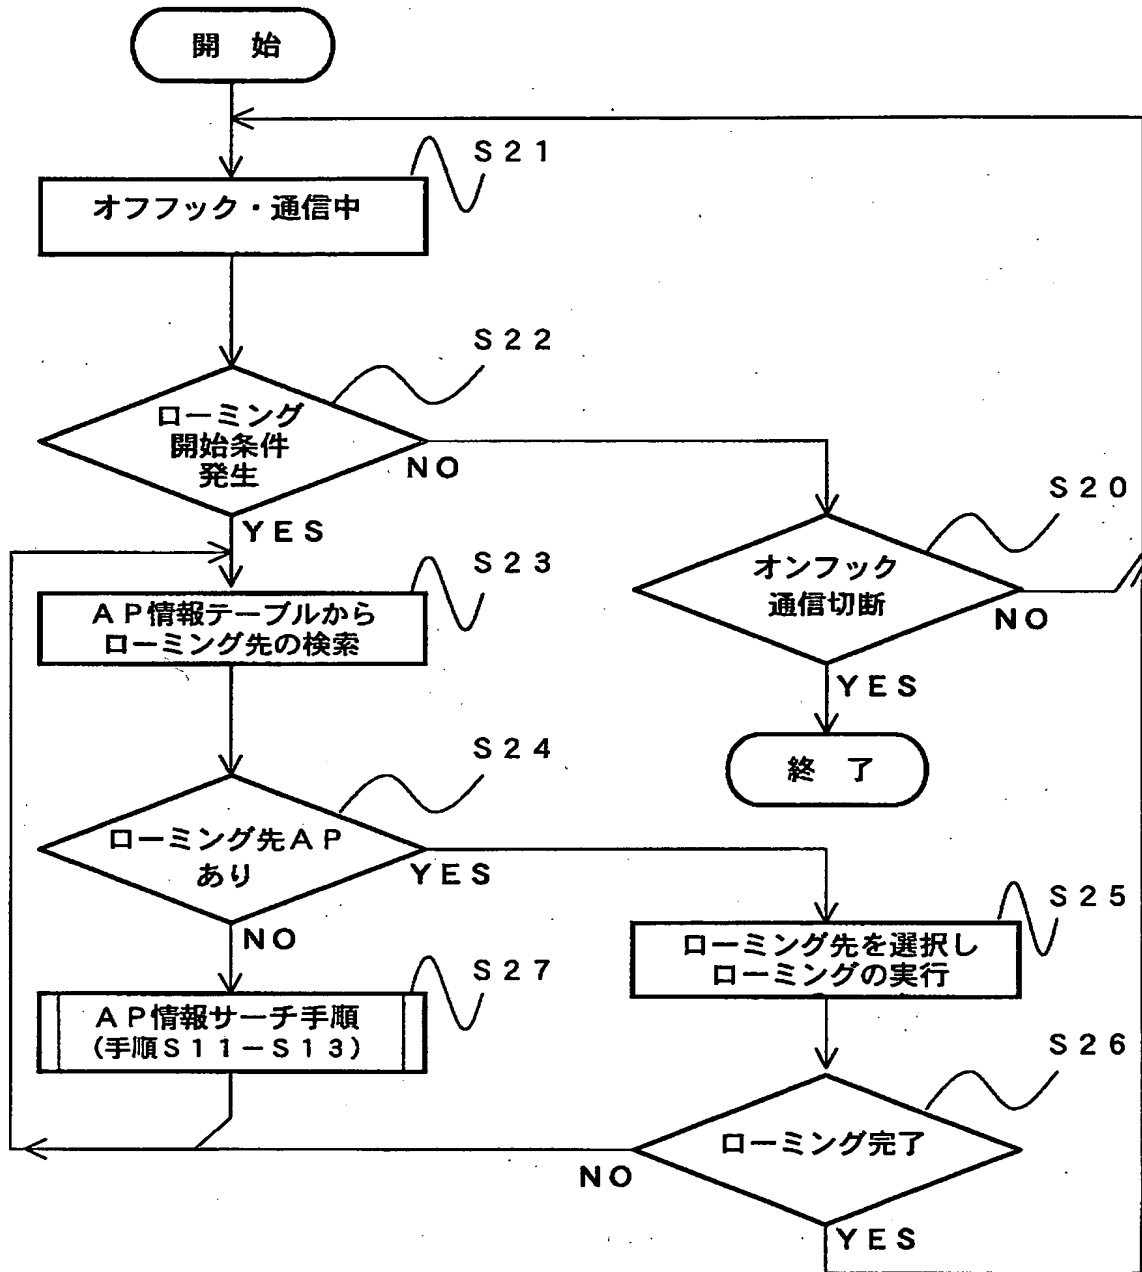 開　始
S２１
オフフック・通信中
S２２
ローミング
開始条件
発生
NO
YES
S２０
オンフック
通信切断
NO
YES
終　了
S２３
ＡＰ情報テーブルから
ローミング先の検索
S２４
ローミング先ＡＰ
あり
YES
NO
S２５
ローミング先を選択し
ローミングの実行
S２７
ＡＰ情報サーチ手順
(手順Ｓ１１－Ｓ１３)
S２６
ローミング完了
NO
YES